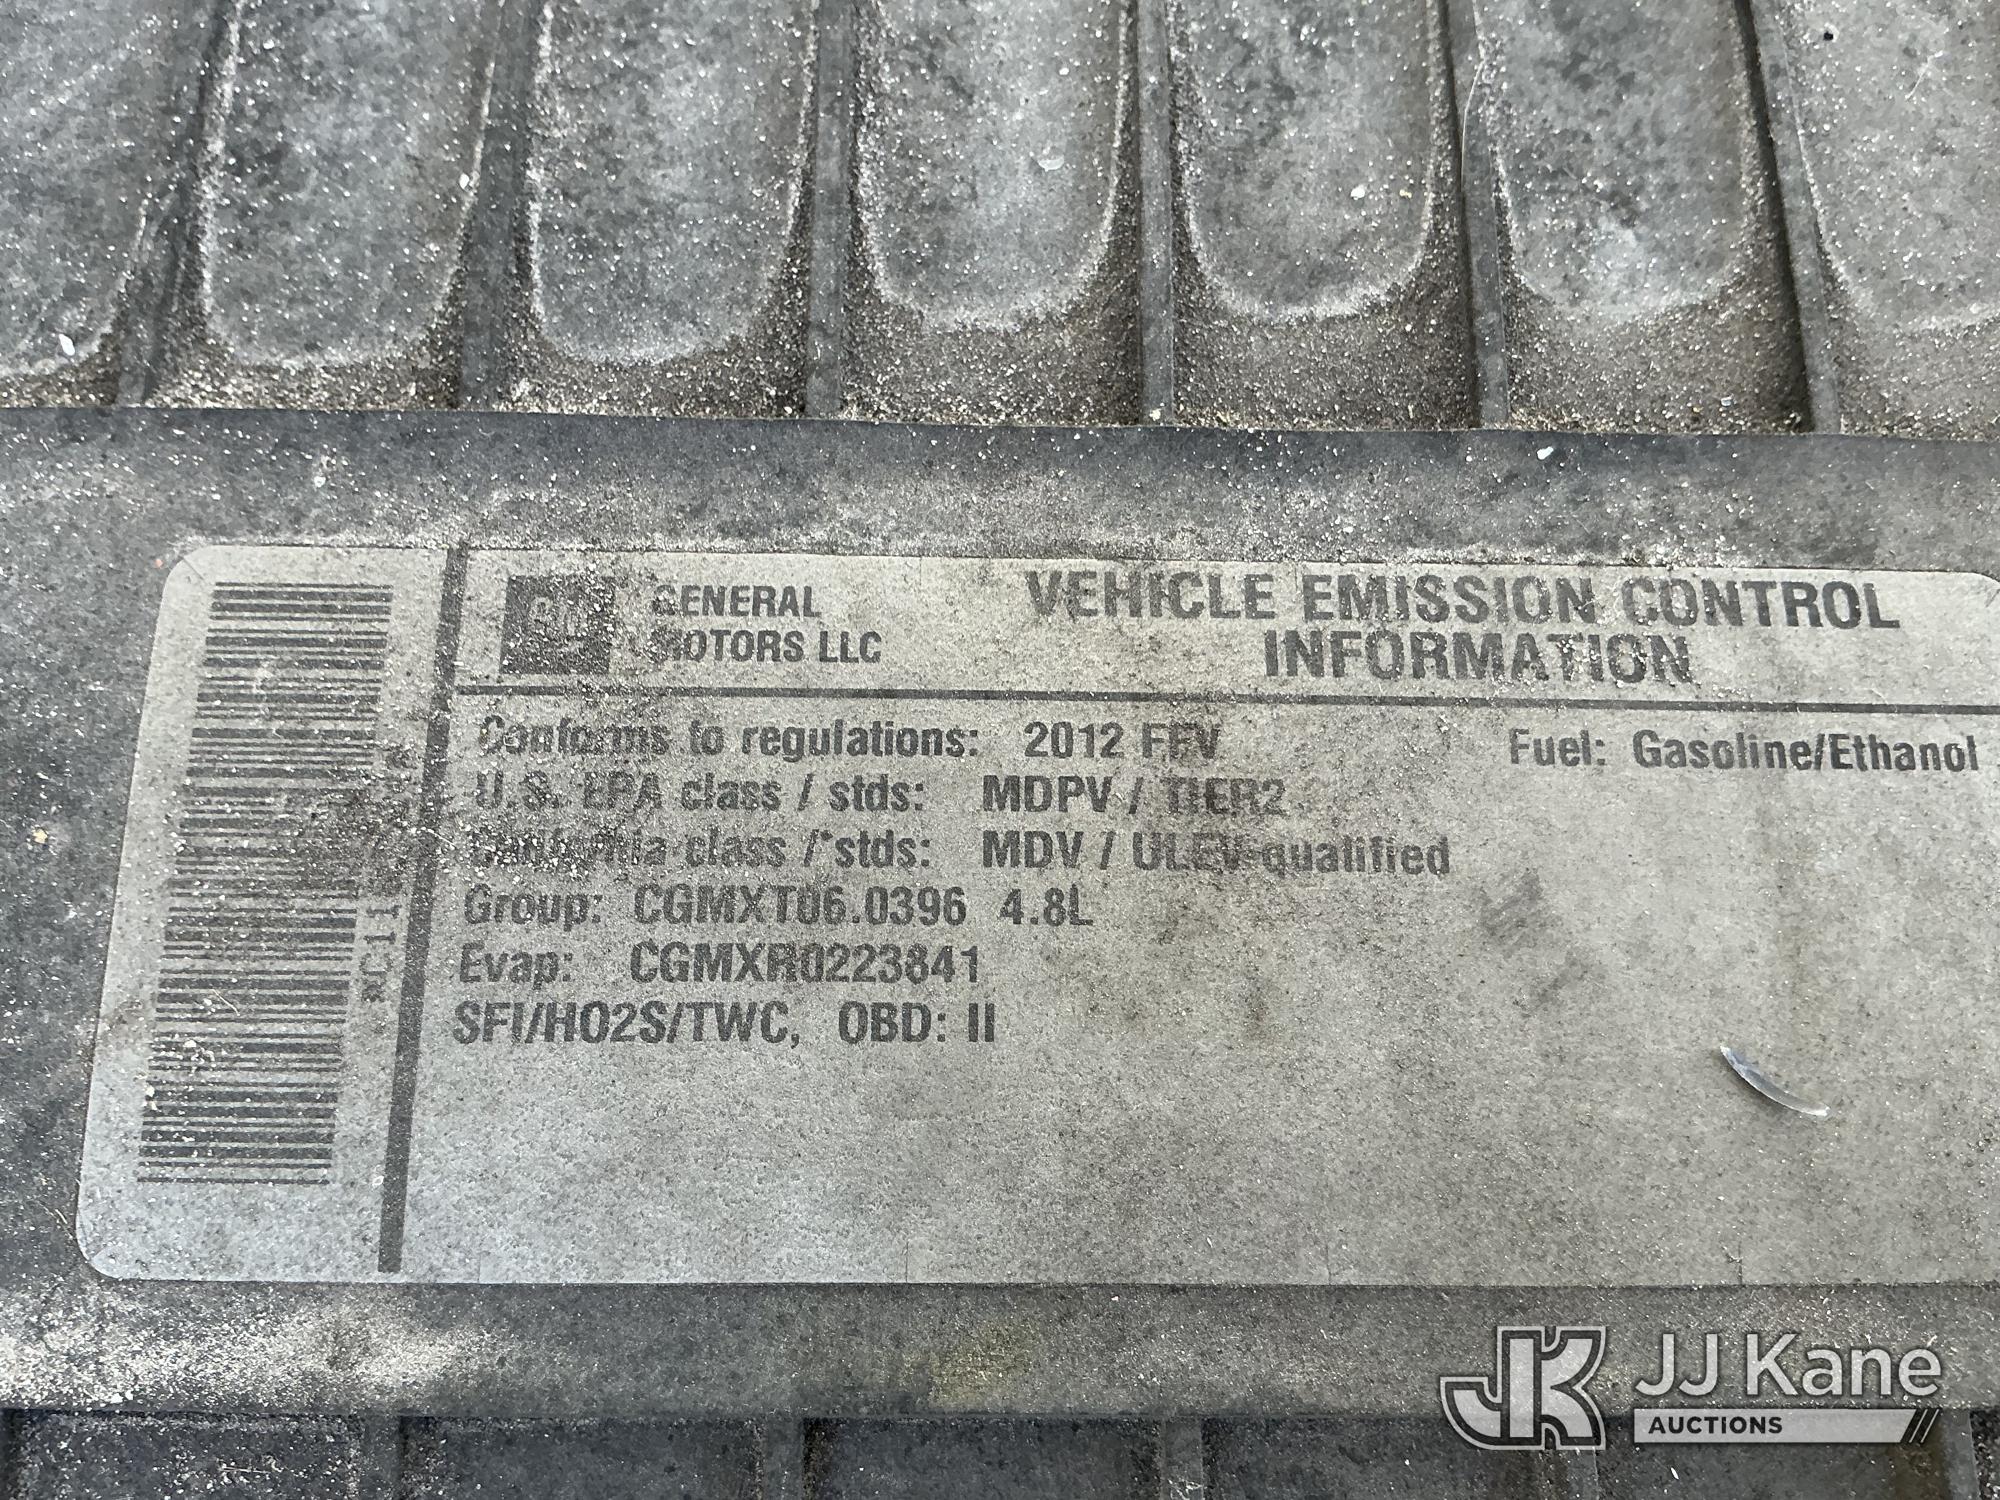 GENERAL
MOTORS LLC
VEHICLE EMISSION CONTROL
INFORMATION
Conforms to regulations: 2012 FFV
Fuel: Gasoline/Ethanol
U.S. EPA class / stds: MDPV / TIER2
California class / stds: MDV / ULEV-qualified
Group: CGMXT06.0396 4.8L
Evap: CGMXR0223841
SFI/HO2S/TWC, OBD: II
JK JJ Kane
AUCTIONS